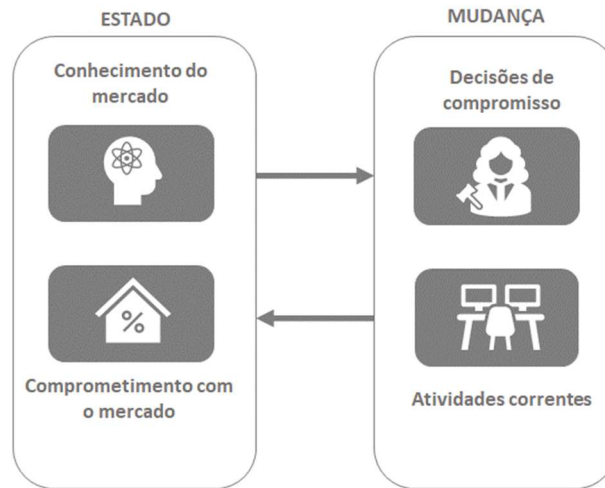 ESTADO
Conhecimento do
mercado
%
Comprometimento com
o mercado
MUDANÇA
Decisões de
compromisso
Atividades correntes